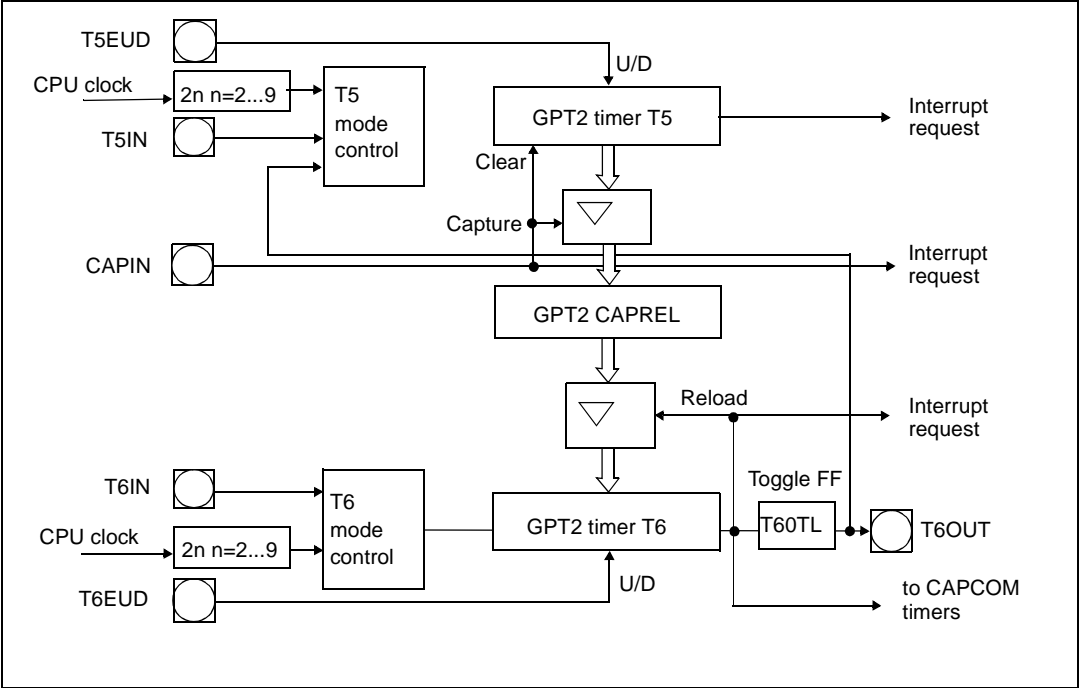 T5EUD
U/D
CPU clock
2n n=2...9
T5
mode
control
GPT2 timer T5
Interrupt
request
T5IN
Clear
Capture
CAPIN
Interrupt
request
GPT2 CAPREL
Reload
Interrupt
request
T6IN
T6
mode
control
Toggle FF
GPT2 timer T6
T60TL
T6OUT
CPU clock
2n n=2...9
T6EUD
U/D
to CAPCOM
timers